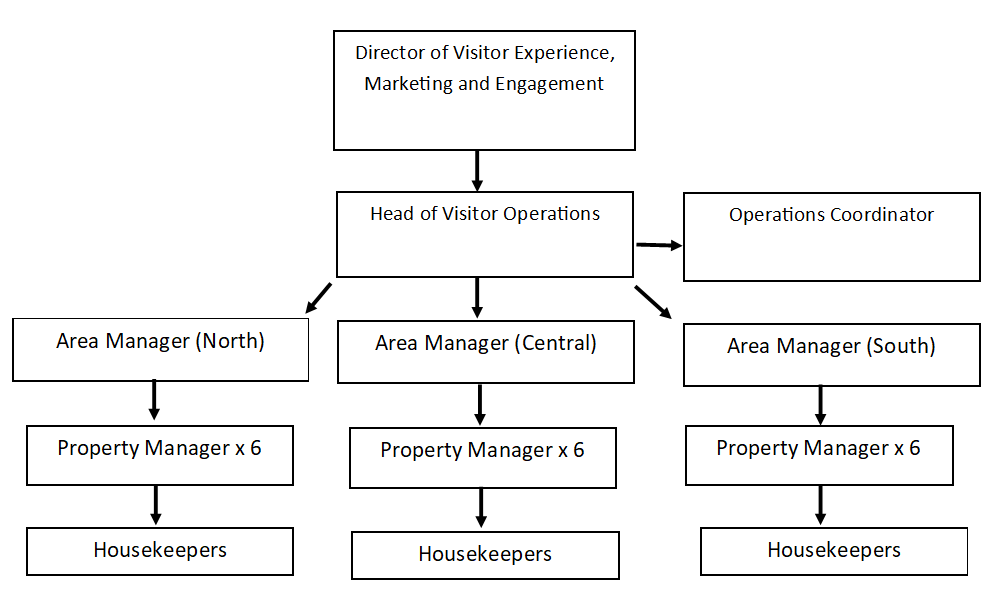 Director of Visitor Experience,
Marketing and Engagement
Head of Visitor Operations
Operations Coordinator
Area Manager (North)
Area Manager (Central)
Area Manager (South)
Property Manager x 6
Property Manager x 6
Property Manager x 6
Housekeepers
Housekeepers
Housekeepers